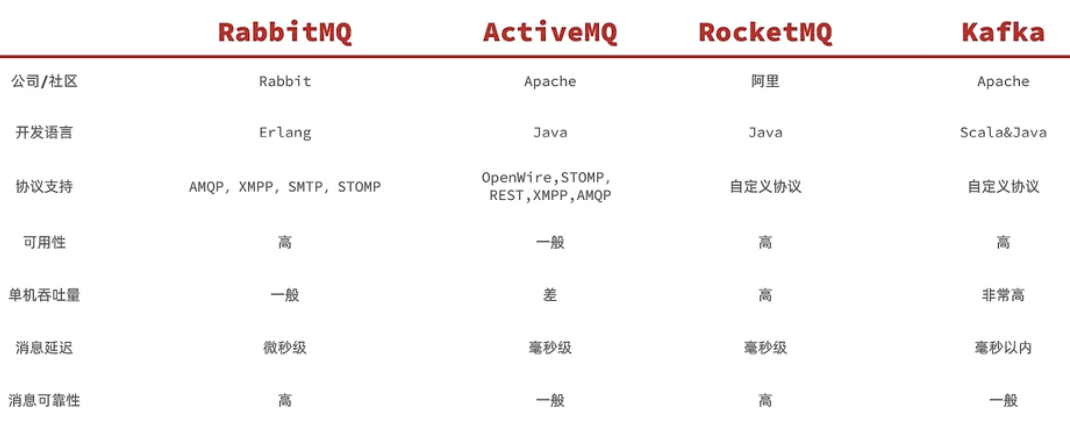 RabbitMQ ActiveMQ RocketMQ Kafka
公司/社区 Rabbit Apache 阿里 Apache
开发语言 Erlang Java Java Scala&Java
协议支持 AMQP, XMPP, SMTP, STOMP OpenWire,STOMP, REST,XMPP,AMQP 自定义协议 自定义协议
可用性 高 一般 高 高
单机吞吐量 一般 差 高 非常高
消息延迟 微秒级 毫秒级 毫秒级 毫秒以内
消息可靠性 高 一般 高 一般